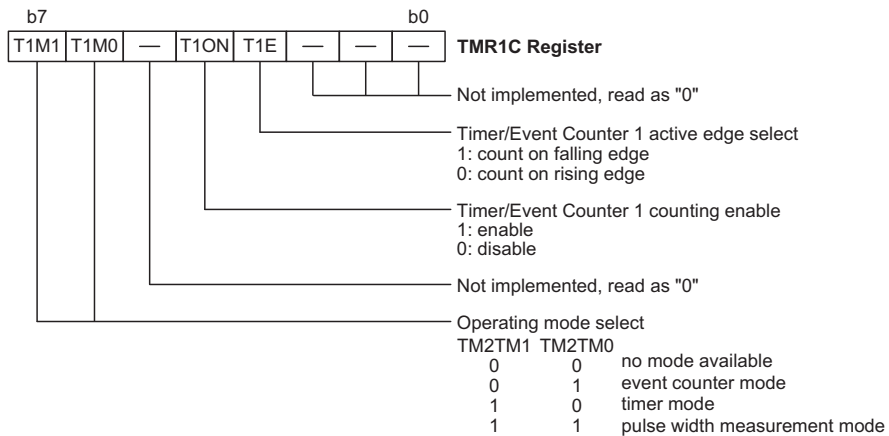 b7 b0
T1M1 T1M0 — T1ON T1E — — — TMR1C Register
Not implemented, read as "0"
Timer/Event Counter 1 active edge select
1: count on falling edge
0: count on rising edge
Timer/Event Counter 1 counting enable
1: enable
0: disable
Not implemented, read as "0"
Operating mode select
TM2TM1 TM2TM0
0 0 no mode available
0 1 event counter mode
1 0 timer mode
1 1 pulse width measurement mode